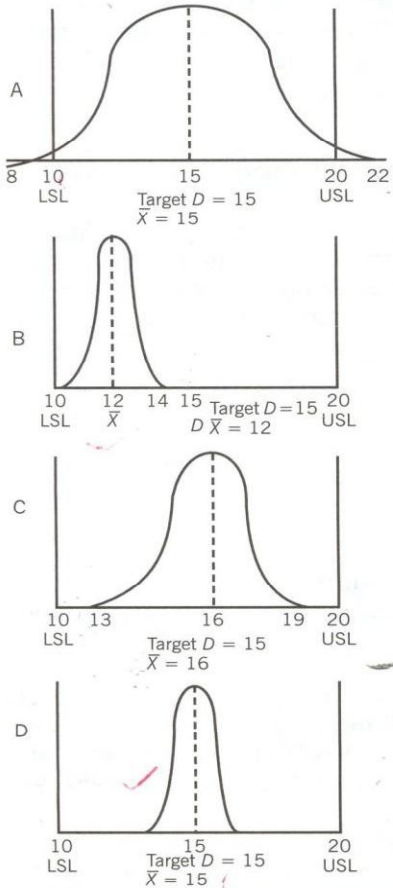 A
8 10 15 20 22
LSL USL
Target D = 15
X̅ = 15
B
10 12 14 15 20
LSL X̅ Target D=15 USL
D X̅ = 12
C
10 13 16 19 20
LSL USL
Target D = 15
X̅ = 16
D
10 15 20
LSL Target D = 15 USL
X̅ = 15